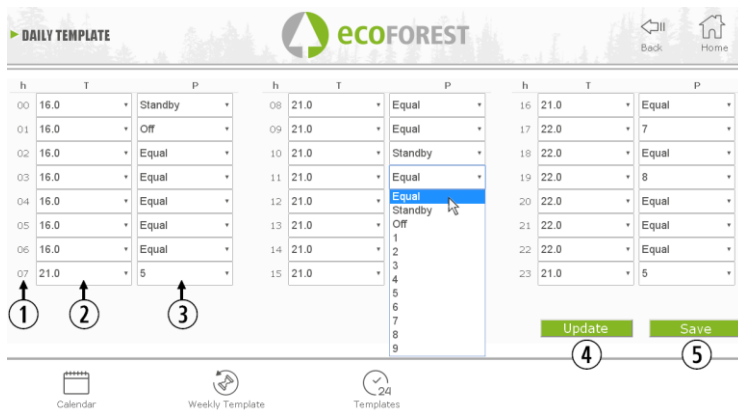 DAILY TEMPLATE
ecoFOREST
Back
Home
h T P h T P h T P
00 16.0 Standby 08 21.0 Equal 16 21.0 Equal
01 16.0 Off 09 21.0 Equal 17 22.0 7
02 16.0 Equal 10 21.0 Standby 18 22.0 Equal
03 16.0 Equal 11 21.0 Equal 19 22.0 8
04 16.0 Equal 12 21.0 Equal 20 22.0 Equal
Standby
05 16.0 Equal 13 21.0 Off 21 22.0 Equal
1
06 16.0 Equal 14 21.0 2 22 22.0 Equal
3
07 21.0 5 15 21.0 4 23 21.0 5
5
6
7
8
9
1 2 3
Update Save
4 5
Calendar
Weekly Template
24
Templates